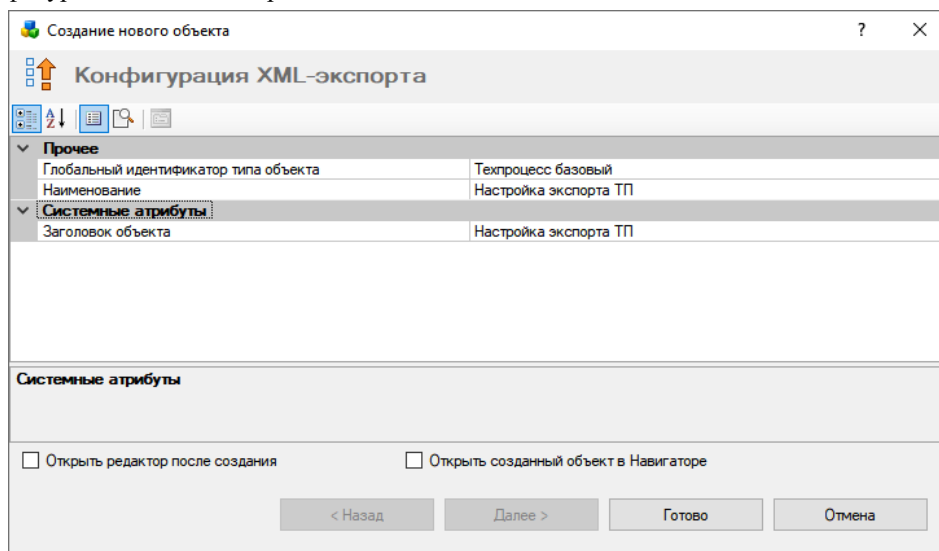 Создание нового объекта ? ×
Конфигурация XML-экспорта
Прочее
Глобальный идентификатор типа объекта Техпроцесс базовый
Наименование Настройка экспорта ТП
Системные атрибуты
Заголовок объекта Настройка экспорта ТП
Системные атрибуты
Открыть редактор после создания Открыть созданный объект в Навигаторе
< Назад Далее > Готово Отмена